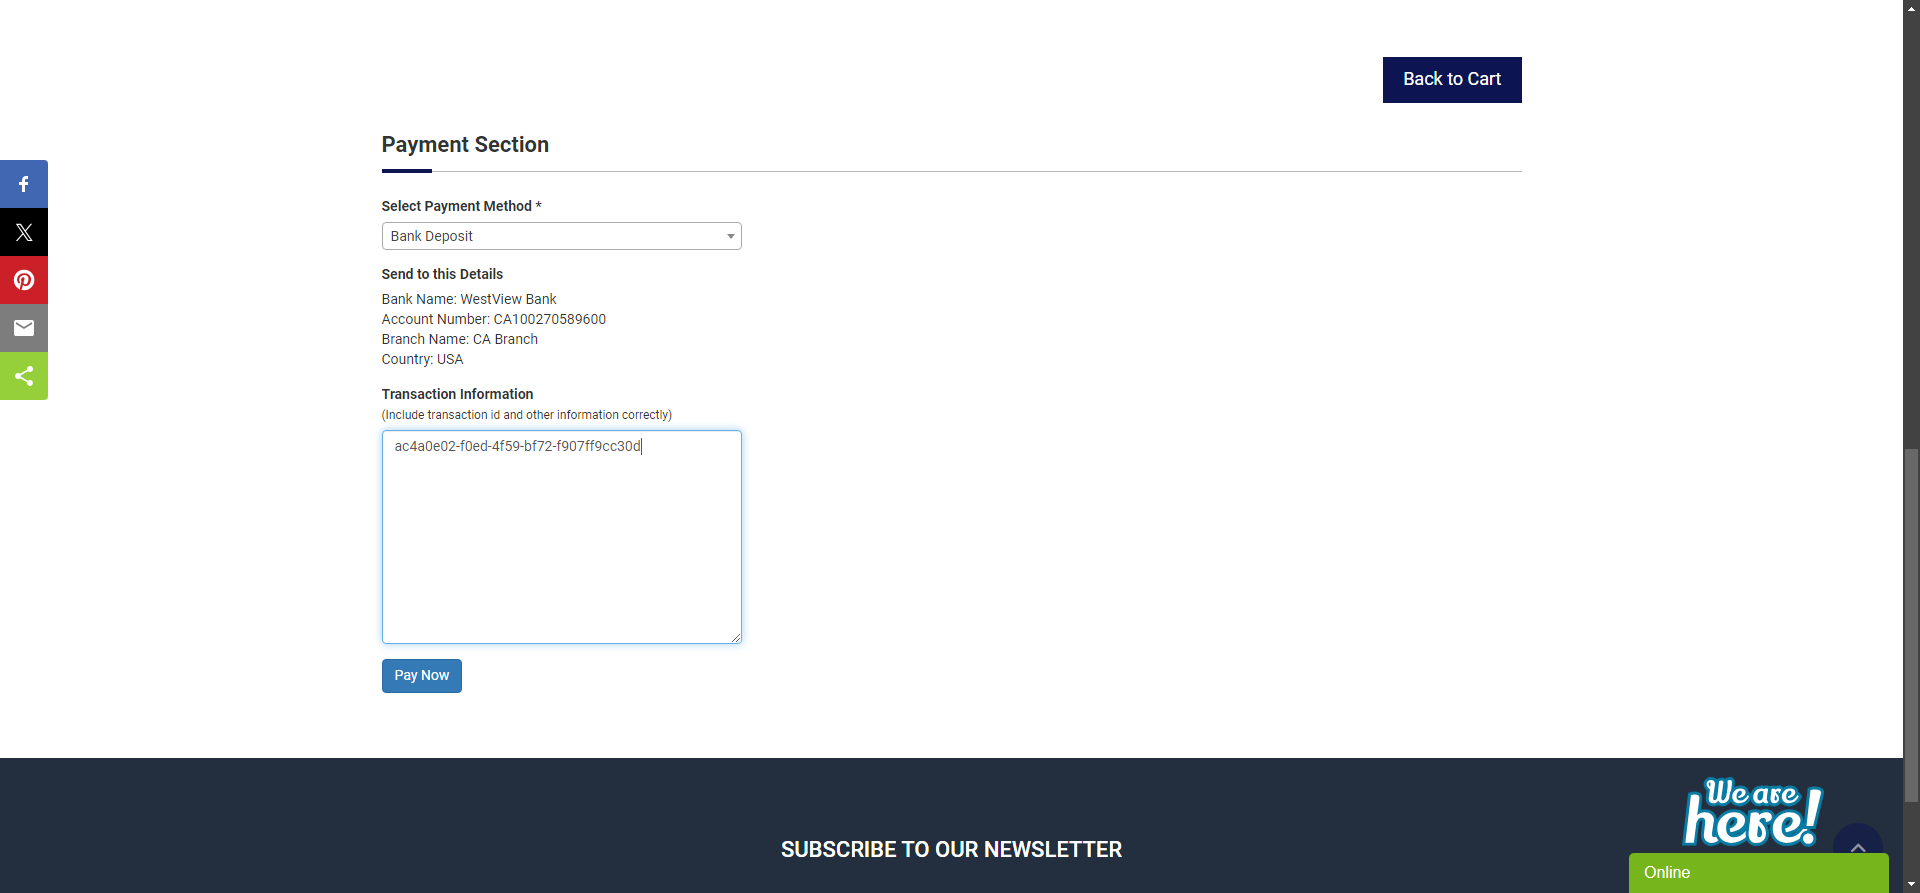 Back to Cart
Payment Section
Select Payment Method *
Bank Deposit
Send to this Details
Bank Name: WestView Bank
Account Number: CA100270589600
Branch Name: CA Branch
Country: USA
Transaction Information
(Include transaction id and other information correctly)
ac4a0e02-f0ed-4f59-bf72-f907ff9cc30d
Pay Now
SUBSCRIBE TO OUR NEWSLETTER
We are
here!
Online